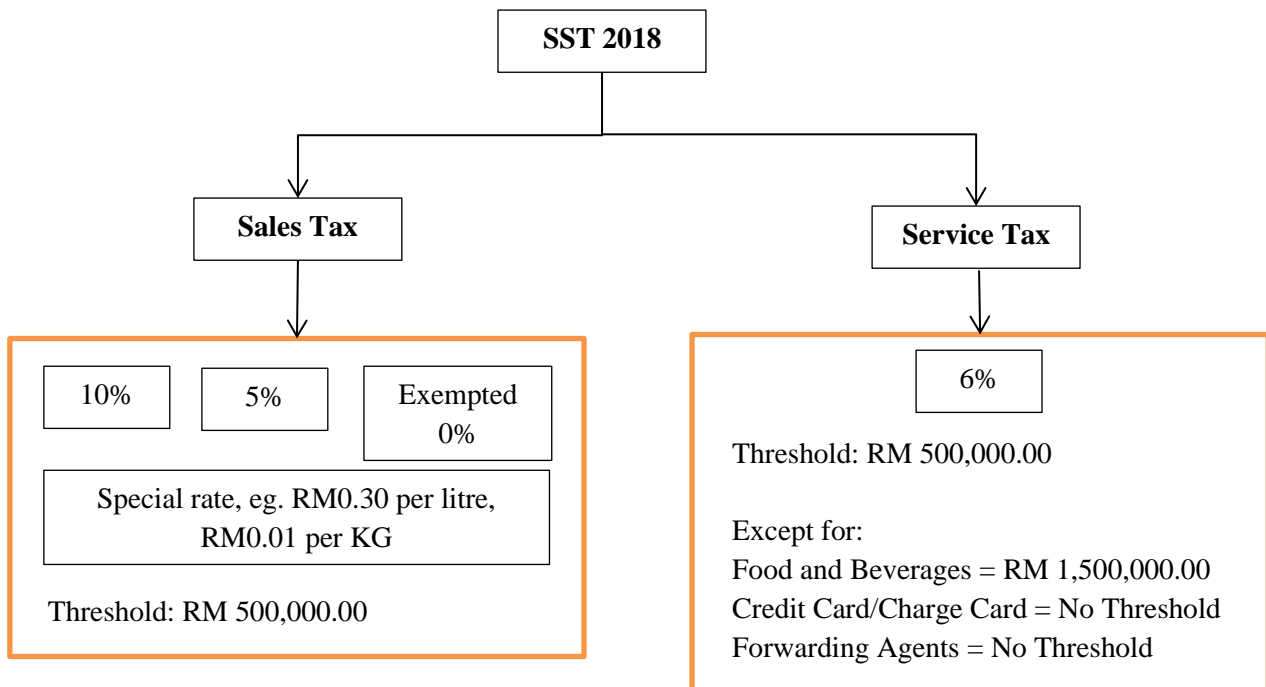 SST 2018
Sales Tax
Service Tax
10%
5%
Exempted
0%
Special rate, eg. RM0.30 per litre,
RM0.01 per KG
Threshold: RM 500,000.00
6%
Threshold: RM 500,000.00
Except for:
Food and Beverages = RM 1,500,000.00
Credit Card/Charge Card = No Threshold
Forwarding Agents = No Threshold